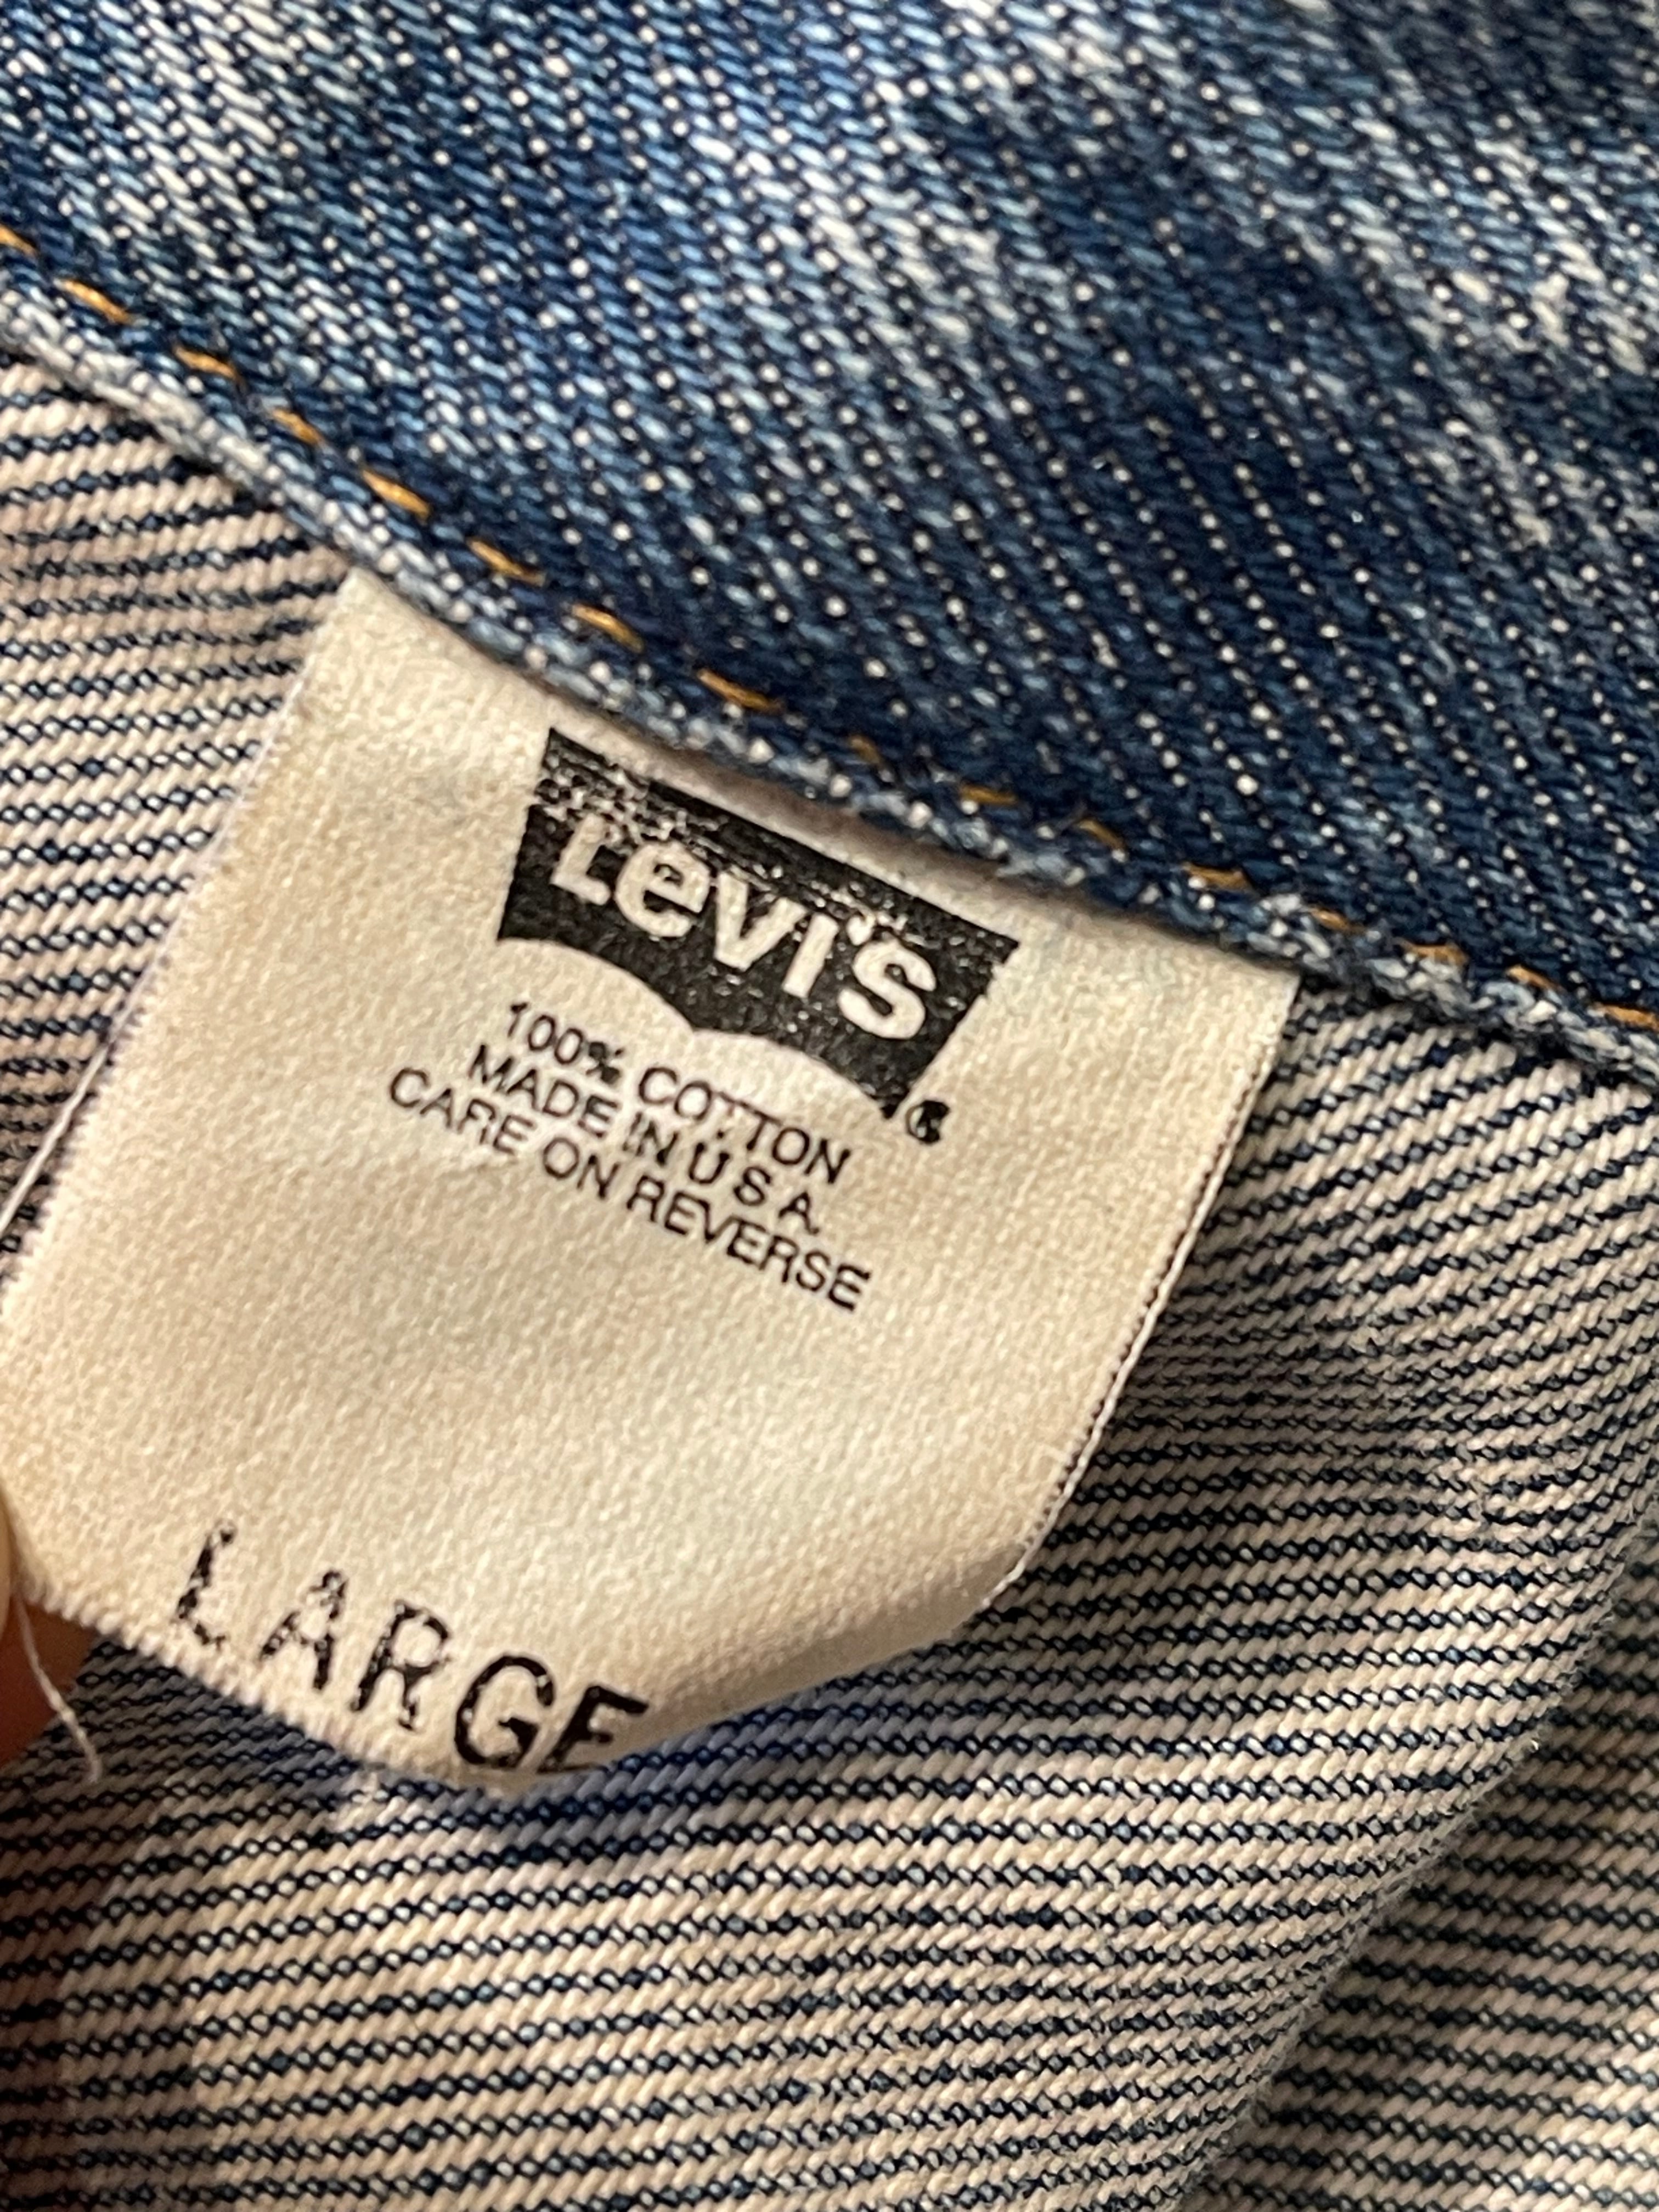 Levi's
100% COTTON
MADE IN U.S.A.
CARE ON REVERSE
LARGE